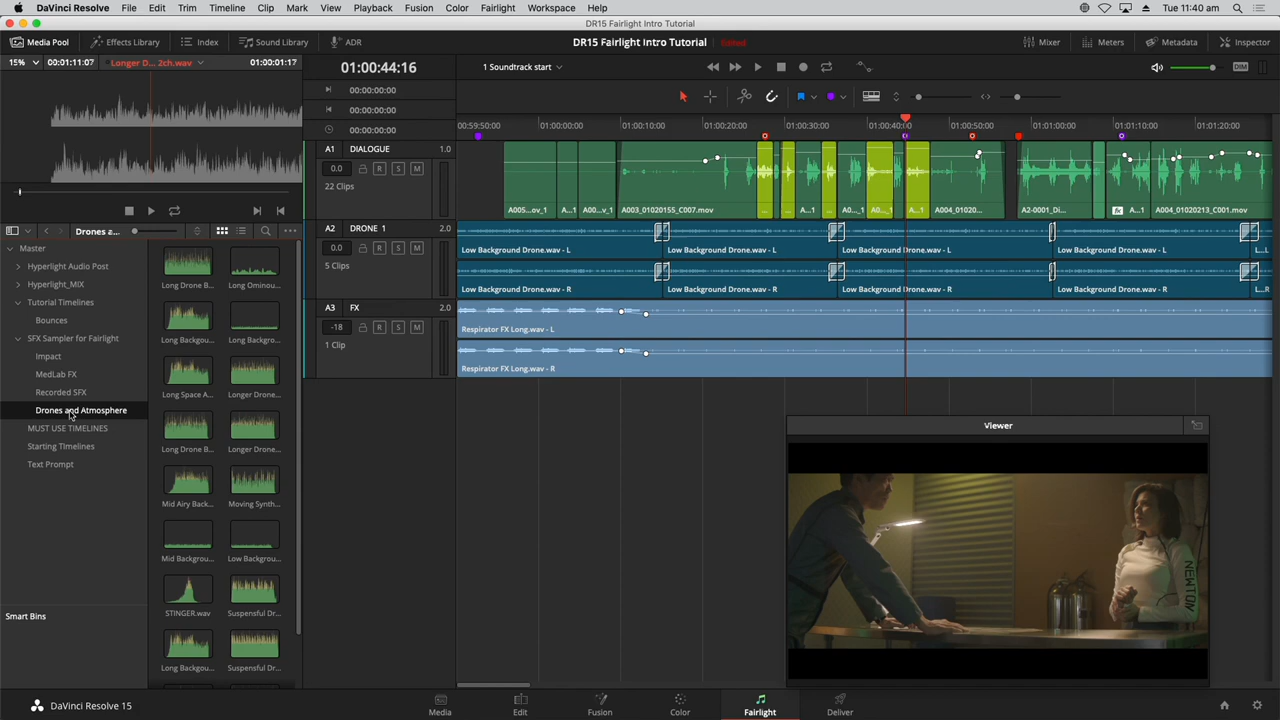 DaVinci Resolve File Edit Trim Timeline Clip Mark View Playback Fusion Color Fairlight Workspace Help Tue 11:40 am
DR15 Fairlight Intro Tutorial
Media Pool Effects Library Index Sound Library ADR DR15 Fairlight Intro Tutorial Edited Mixer Meters Metadata Inspector
15% 00:01:11:07 Longer D... 2ch.wav 01:00:01:17 01:00:44:16 1 Soundtrack start DIM
00:00:00:00
00:00:00:00
00:00:00:00
00:59:50:00 01:00:00:00 01:00:10:00 01:00:20:00 01:00:30:00 01:00:40:00 01:00:50:00 01:01:00:00 01:01:10:00 01:01:20:00
A1 DIALOGUE 1.0
0.0 R S M
22 Clips
A005...ov_1 A...1 A00...v_1 A003_01020155_C007.mov ... ... A...1 ... A0..._1 A0..._1 A...1 A004_01020... A2-0001_Di... fx A...1 A004_01020213_C001.mov
A2 DRONE 1 2.0
0.0 R S M
5 Clips
Low Background Drone.wav - L Low Background Drone.wav - L Low Background Drone.wav - L Low Background Drone.wav - L L...L
Low Background Drone.wav - R Low Background Drone.wav - R Low Background Drone.wav - R Low Background Drone.wav - R L...R
A3 FX 2.0
-18 R S M
1 Clip
Respirator FX Long.wav - L
Respirator FX Long.wav - R
Drones a...
Master
Hyperlight Audio Post
Hyperlight_MIX
Tutorial Timelines
Bounces
SFX Sampler for Fairlight
Impact
MedLab FX
Recorded SFX
Drones and Atmosphere
MUST USE TIMELINES
Starting TImelines
Text Prompt
Smart Bins
Long Drone B... Long Ominou...
Long Backgou... Long Backgro...
Long Space A... Longer Drone...
Long Drone B... Longer Drone...
Mid Airy Back... Moving Synth...
Mid Backgrou... Low Backgrou...
STINGER.wav Suspensful Dr...
Long Backgou... Suspensful Dr...
Viewer
NEWTON
DaVinci Resolve 15 Media Edit Fusion Color Fairlight Deliver